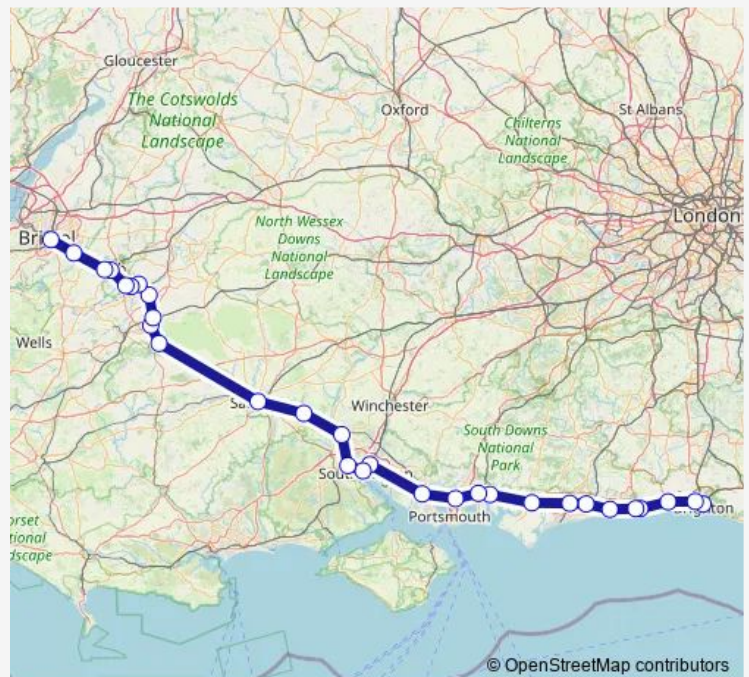 Gloucester
The Cotswolds
National
Landscape
Oxford
St Albans
Chilterns
National
Landscape
London
North Wessex
Downs
National
Landscape
Wells
Winchester
South Downs
National
Park
Portsmouth
© OpenStreetMap contributors